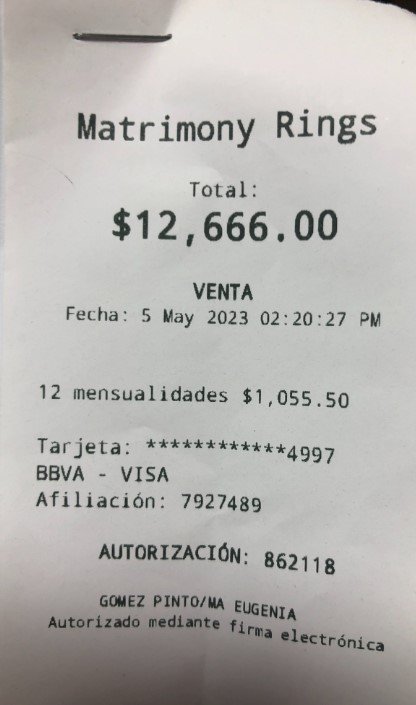 Matrimony Rings
Total:
$12,666.00
VENTA
Fecha: 5 May 2023 02:20:27 PM
12 mensualidades $1,055.50
Tarjeta: ************4997
BBVA - VISA
Afiliación: 7927489
AUTORIZACIÓN: 862118
GOMEZ PINTO/MA EUGENIA
Autorizado mediante firma electrónica